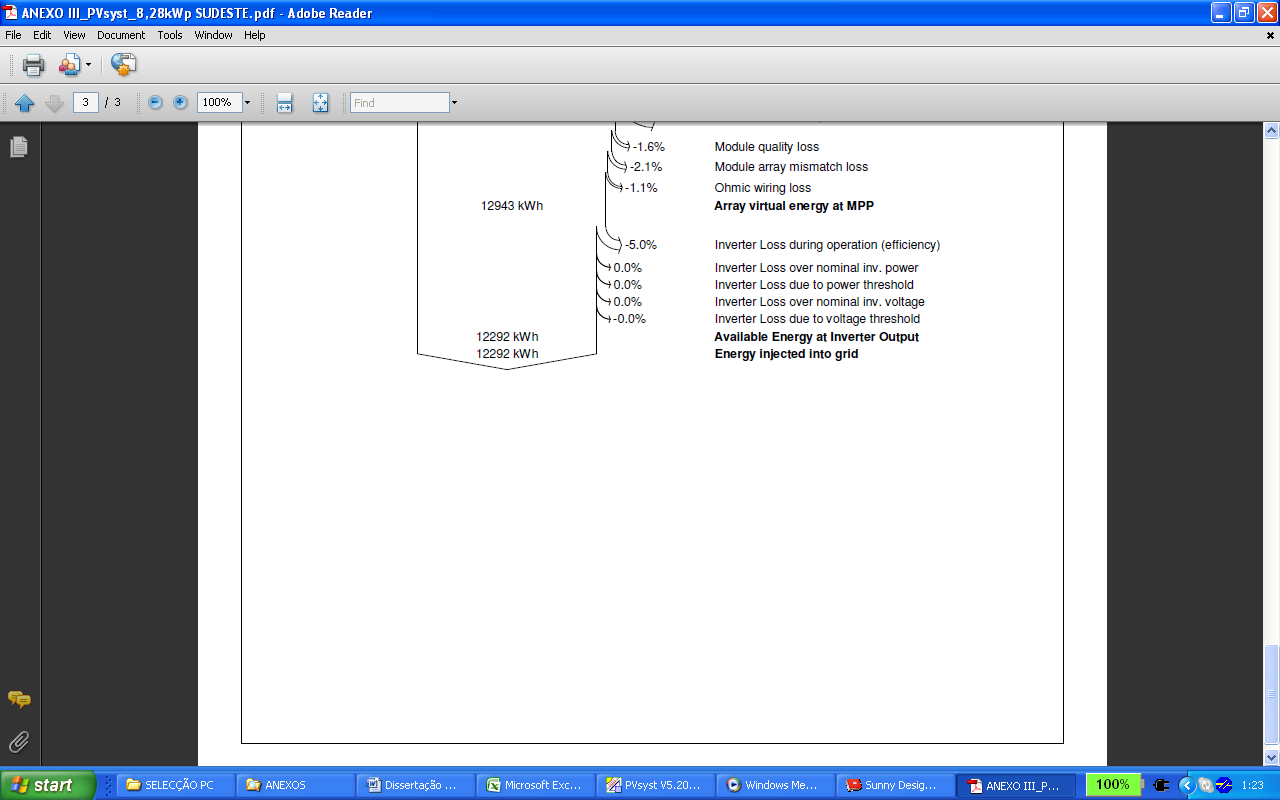 ANEXO III_PVsyst_8,28kWp SUDESTE.pdf - Adobe Reader
File Edit View Document Tools Window Help
3 / 3 100% Find
-1.6% Module quality loss
-2.1% Module array mismatch loss
-1.1% Ohmic wiring loss
12943 kWh Array virtual energy at MPP
-5.0% Inverter Loss during operation (efficiency)
0.0% Inverter Loss over nominal inv. power
0.0% Inverter Loss due to power threshold
0.0% Inverter Loss over nominal inv. voltage
-0.0% Inverter Loss due to voltage threshold
12292 kWh Available Energy at Inverter Output
12292 kWh Energy injected into grid
start SELECÇÃO PC ANEXOS Dissertação ... Microsoft Exc... PVsyst V5.20... Windows Me... Sunny Desig... ANEXO III_P... 100% 1:23